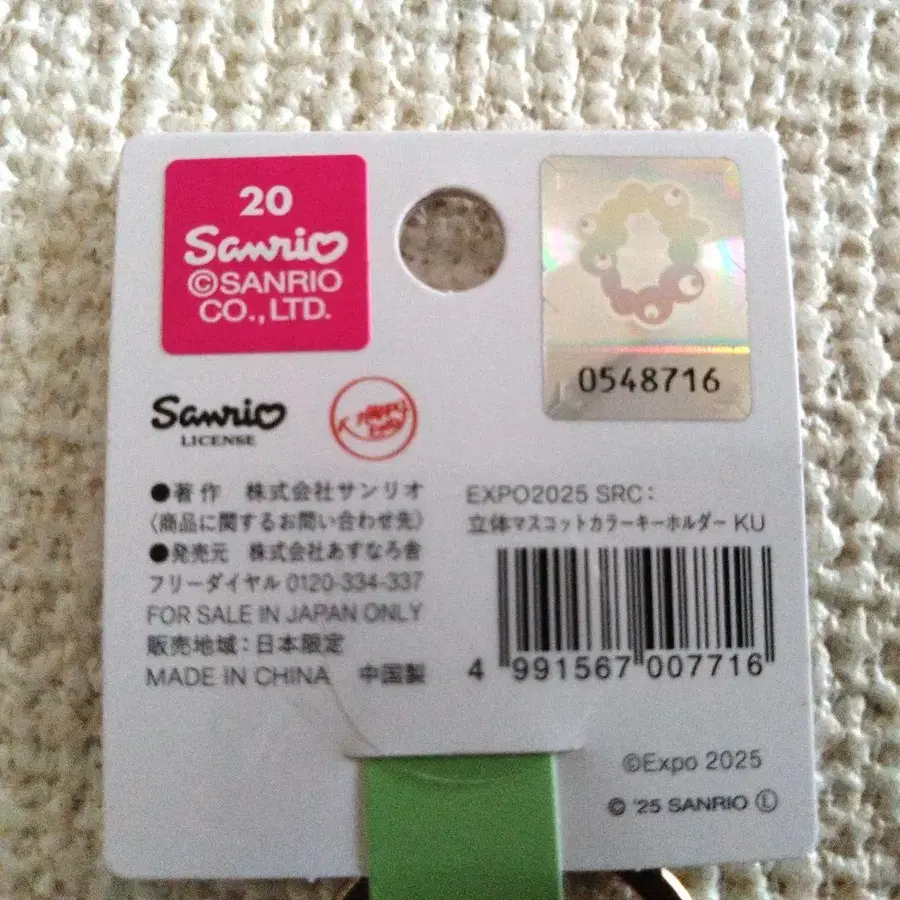 20
Sanrio
©SANRIO
CO.,LTD.
0548716
Sanrio
LICENSE
●著作 株式会社サンリオ
〈商品に関するお問い合わせ先〉
●発売元 株式会社あすなろ舎
フリーダイヤル 0120-334-337
FOR SALE IN JAPAN ONLY
販売地域：日本限定
MADE IN CHINA 中国製
EXPO2025 SRC：
立体マスコットカラーキーホルダー KU
4 991567 007716
©Expo 2025
© '25 SANRIO Ⓛ